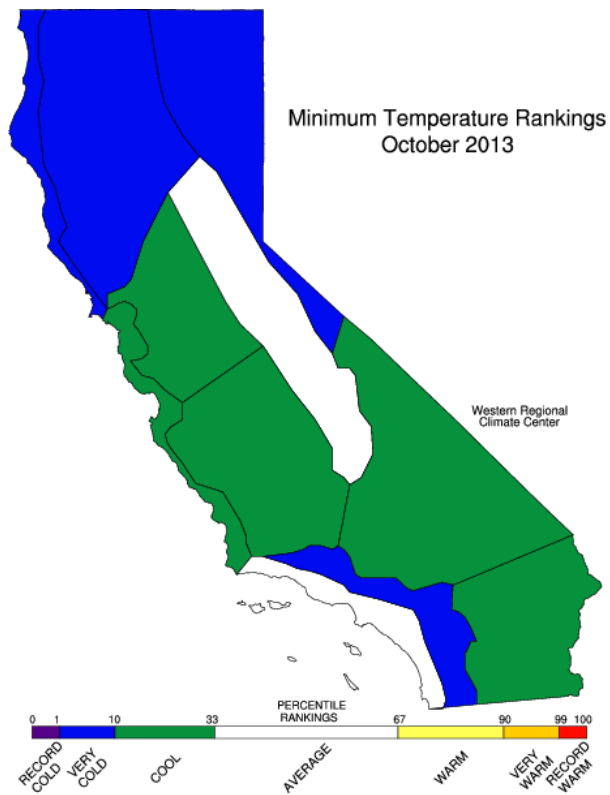 Minimum Temperature Rankings
October 2013
Western Regional
Climate Center
PERCENTILE
RANKINGS
0 1 10 33 67 90 99 100
RECORD
COLD
VERY
COLD
COOL
AVERAGE
WARM
VERY
WARM
RECORD
WARM